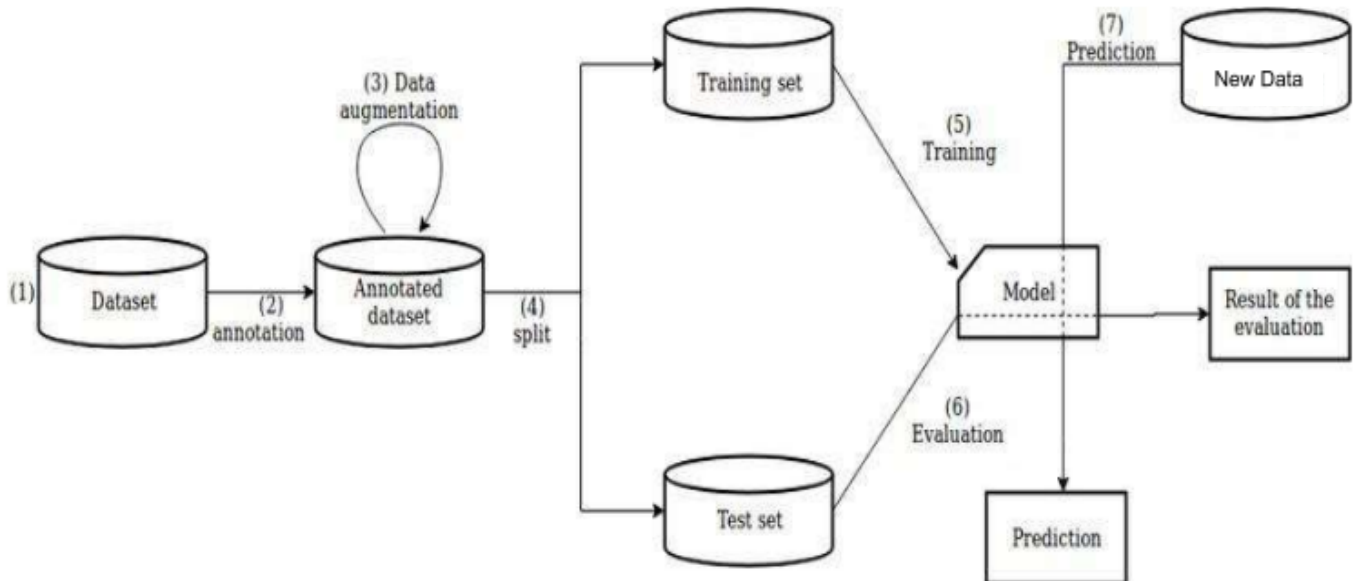 (1)
Dataset
(2)
annotation
(3) Data
augmentation
Annotated
dataset
(4)
split
Training set
Test set
(5)
Training
(6)
Evaluation
Model
(7)
Prediction
New Data
Result of the
evaluation
Prediction